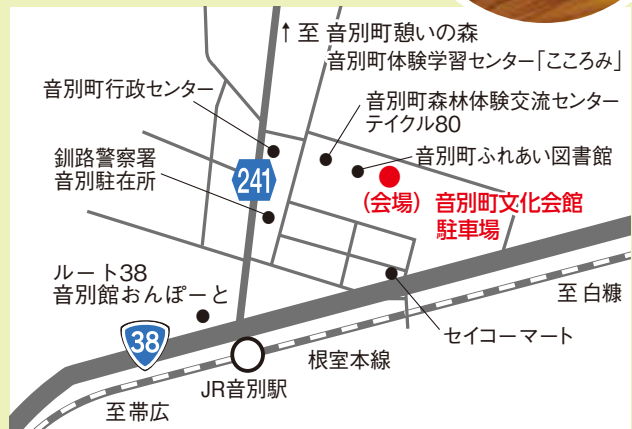 ↑至 音別町憩いの森
音別町体験学習センター「こころみ」
音別町行政センター
音別町森林体験交流センター
テイクル80
音別町ふれあい図書館
釧路警察署
音別駐在所
241
(会場) 音別町文化会館
駐車場
ルート38
音別館おんぽーと
至 白糠
38
セイコーマート
根室本線
JR音別駅
至帯広